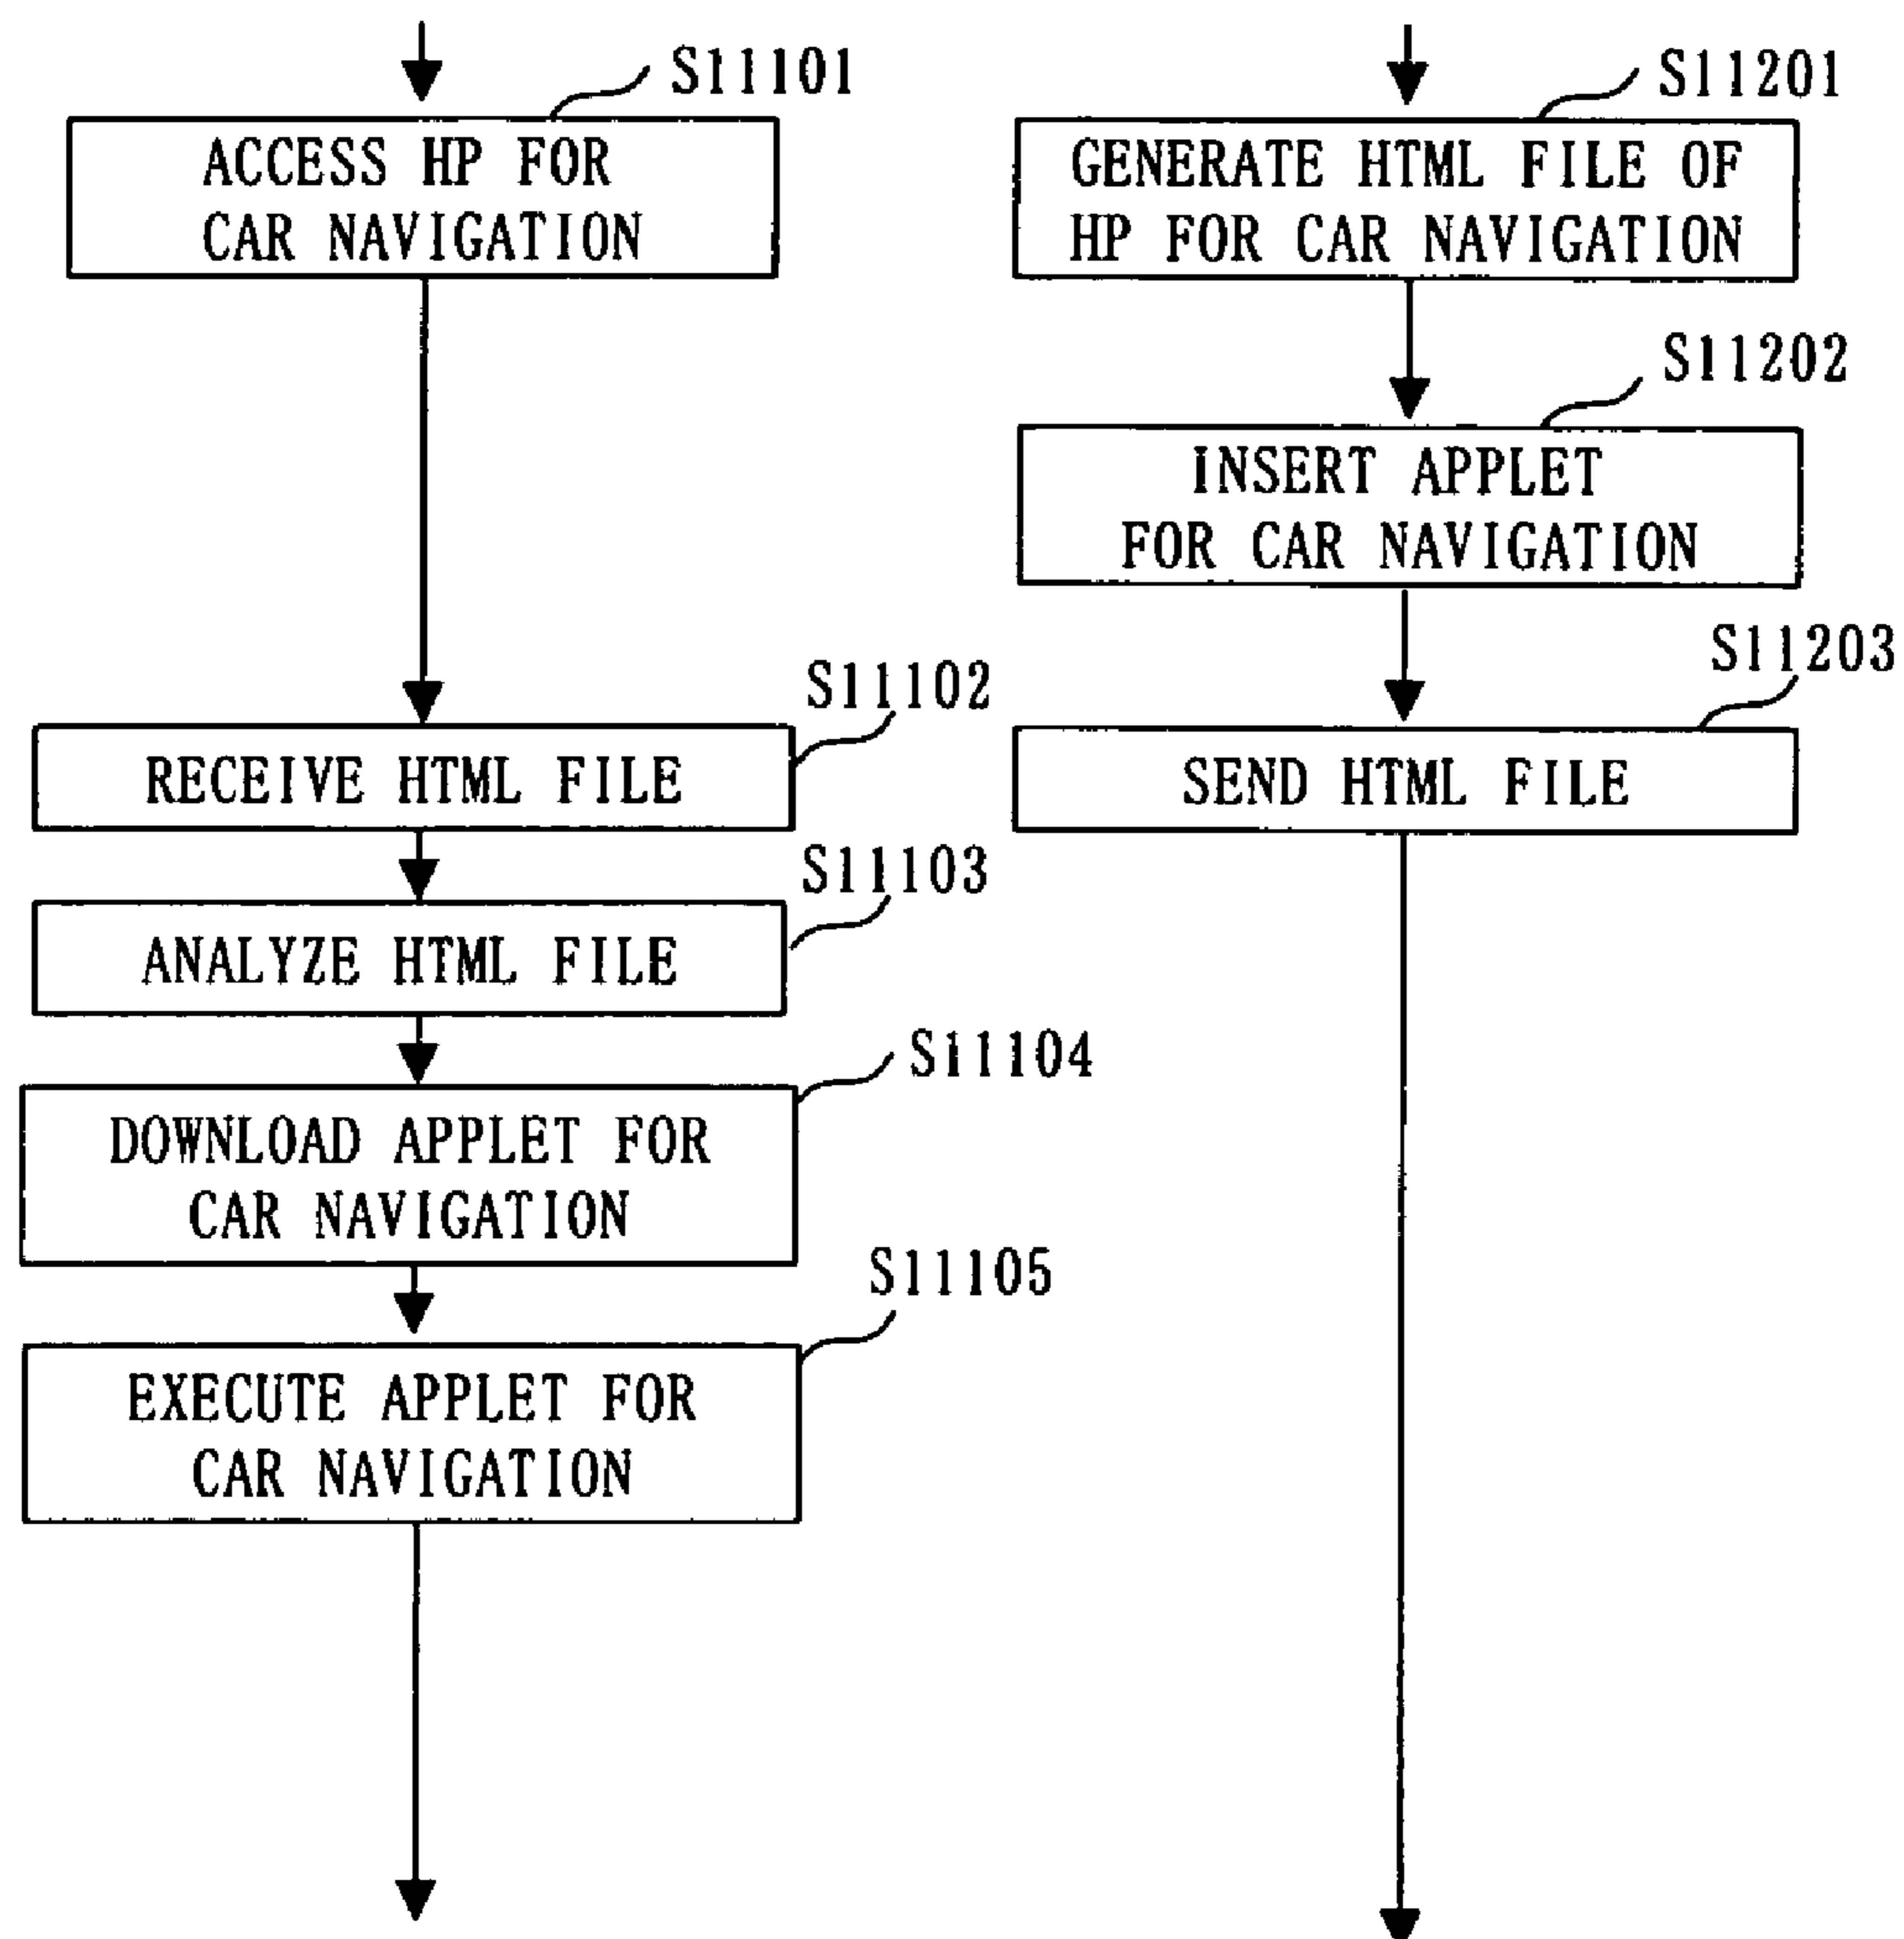 S11101
ACCESS HP FOR
CAR NAVIGATION
S11102
RECEIVE HTML FILE
S11103
ANALYZE HTML FILE
S11104
DOWNLOAD APPLET FOR
CAR NAVIGATION
S11105
EXECUTE APPLET FOR
CAR NAVIGATION
S11201
GENERATE HTML FILE OF
HP FOR CAR NAVIGATION
S11202
INSERT APPLET
FOR CAR NAVIGATION
S11203
SEND HTML FILE